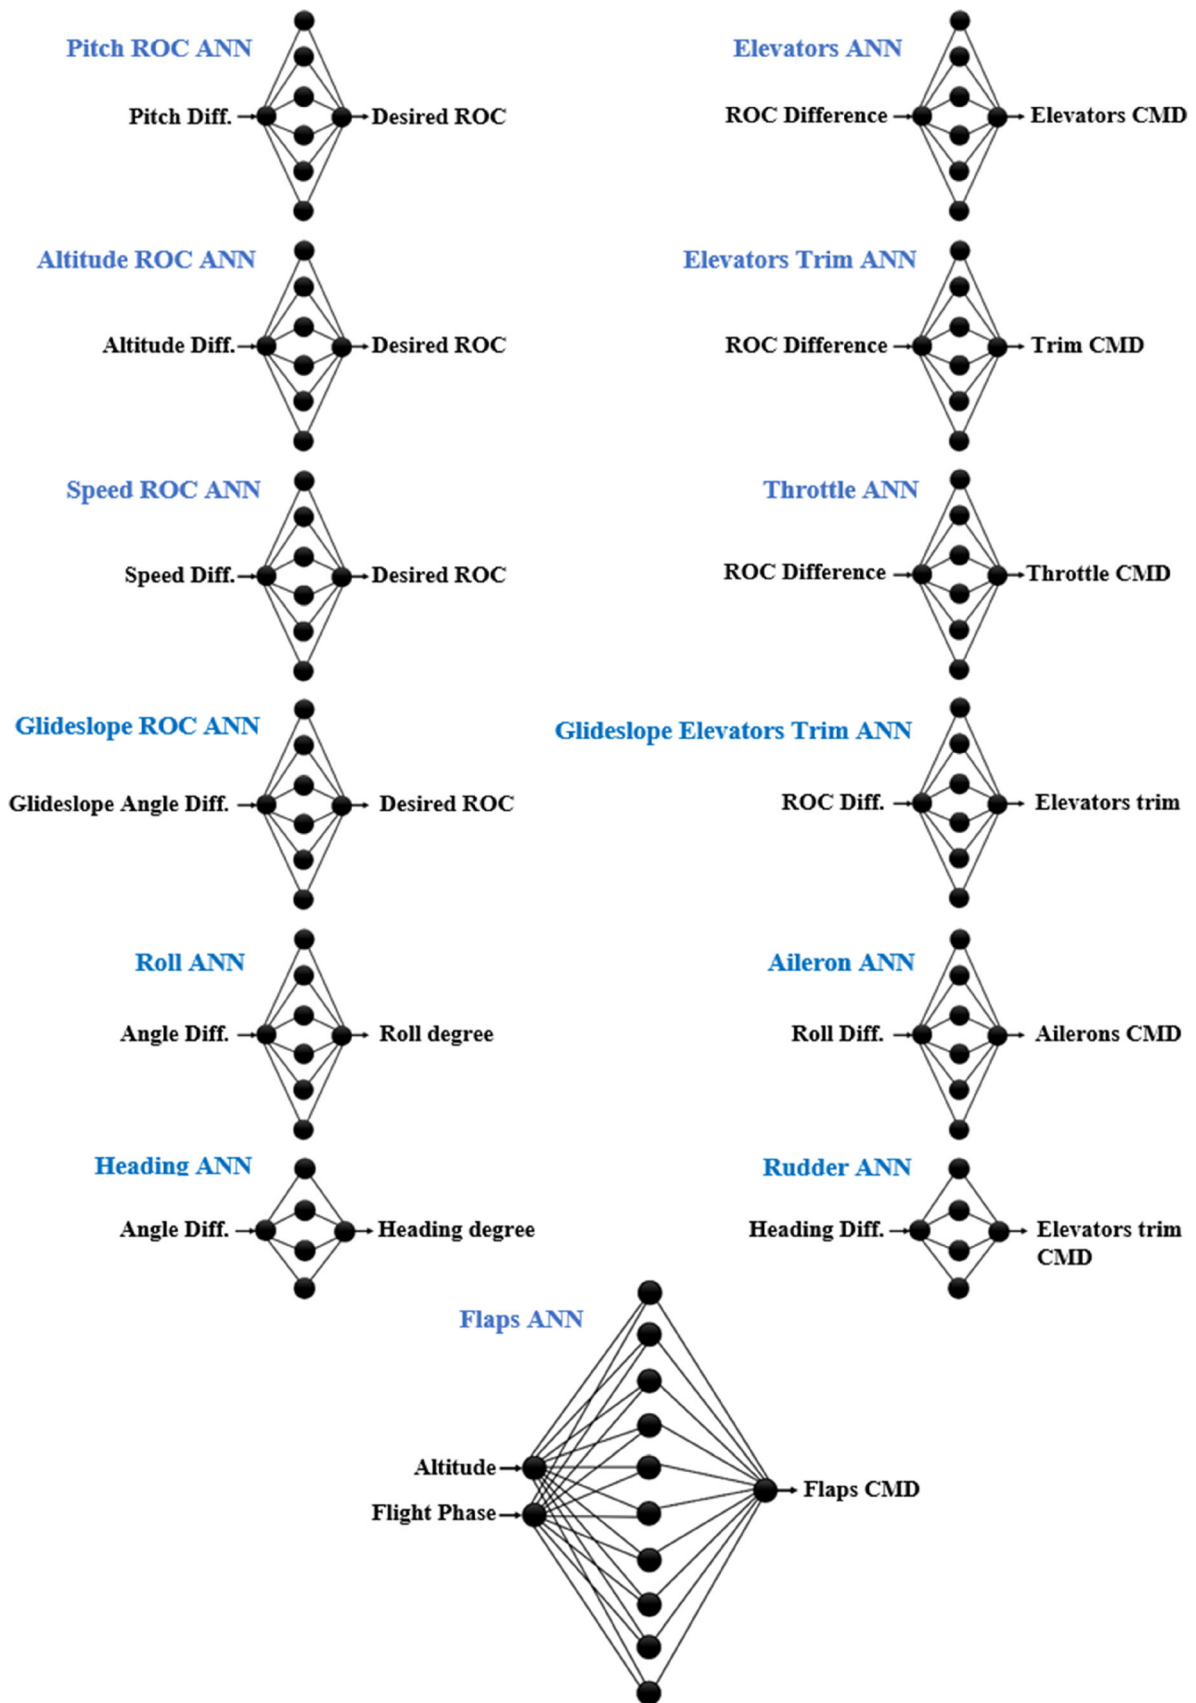 Pitch ROC ANN
Pitch Diff.
Desired ROC
Elevators ANN
ROC Difference
Elevators CMD
Altitude ROC ANN
Altitude Diff.
Desired ROC
Elevators Trim ANN
ROC Difference
Trim CMD
Speed ROC ANN
Speed Diff.
Desired ROC
Throttle ANN
ROC Difference
Throttle CMD
Glideslope ROC ANN
Glideslope Angle Diff.
Desired ROC
Glideslope Elevators Trim ANN
ROC Diff.
Elevators trim
Roll ANN
Angle Diff.
Roll degree
Aileron ANN
Roll Diff.
Ailerons CMD
Heading ANN
Angle Diff.
Heading degree
Rudder ANN
Heading Diff.
Elevators trim
CMD
Flaps ANN
Altitude
Flight Phase
Flaps CMD